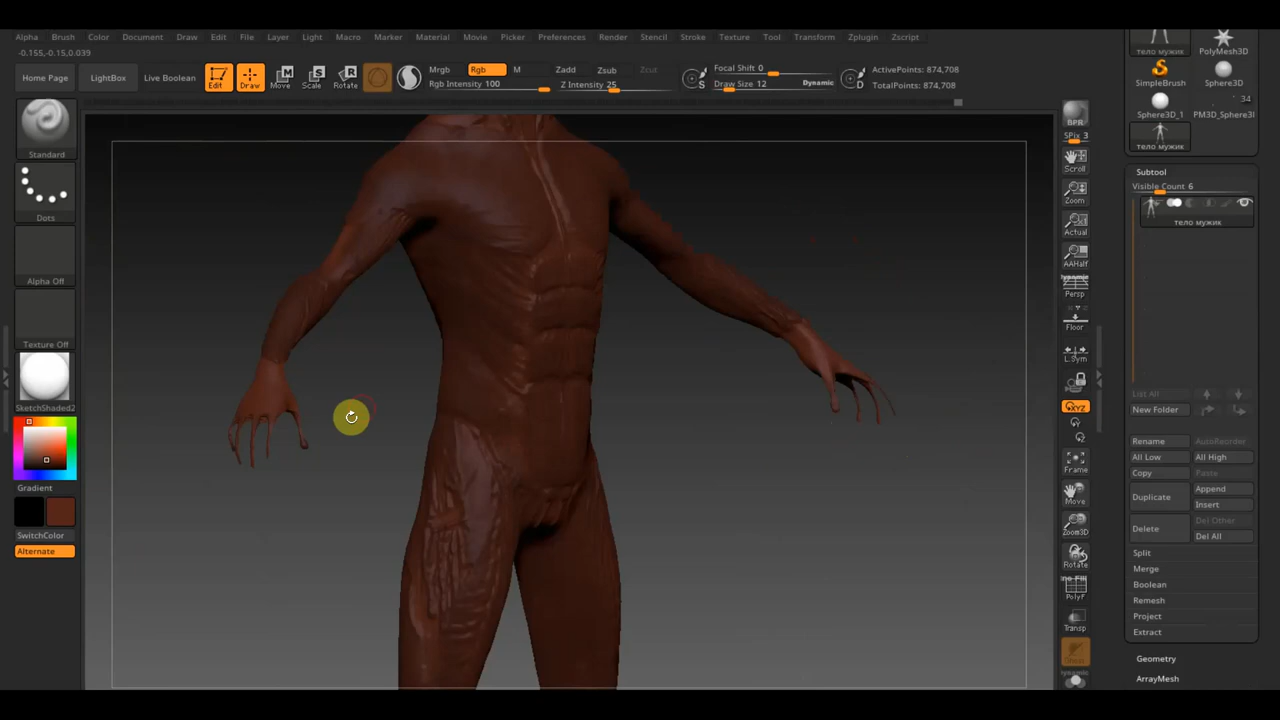 Alpha Brush Color Document Draw Edit File Layer Light Macro Marker Material Movie Picker Preferences Render Stencil Stroke Texture Tool Transform Zplugin Zscript
-0.155,-0.15,0.039
Home Page LightBox Live Boolean Edit Draw Move Scale Rotate
Mrgb Rgb M Zadd Zsub Zcut
Rgb Intensity 100 Z Intensity 25
S
Focal Shift 0
Draw Size 12 Dynamic
D
ActivePoints: 874,708
TotalPoints: 874,708
Standard
Dots
Alpha Off
Texture Off
SketchShaded2
Gradient
SwitchColor
Alternate
BPR
SPix 3
Scroll
Zoom
Actual
AAHalf
Persp
Floor
L.Sym
XYZ
Frame
Move
Zoom3D
Rotate
PolyF
Transp
тело мужик PolyMesh3D
SimpleBrush Sphere3D
34
Sphere3D_1 PM3D_Sphere3I
тело мужик
Subtool
Visible Count 6
тело мужик
List All
New Folder
Rename AutoReorder
All Low All High
Copy Paste
Duplicate Append
Insert
Delete Del Other
Del All
Split
Merge
Boolean
Remesh
Project
Extract
Geometry
ArrayMesh